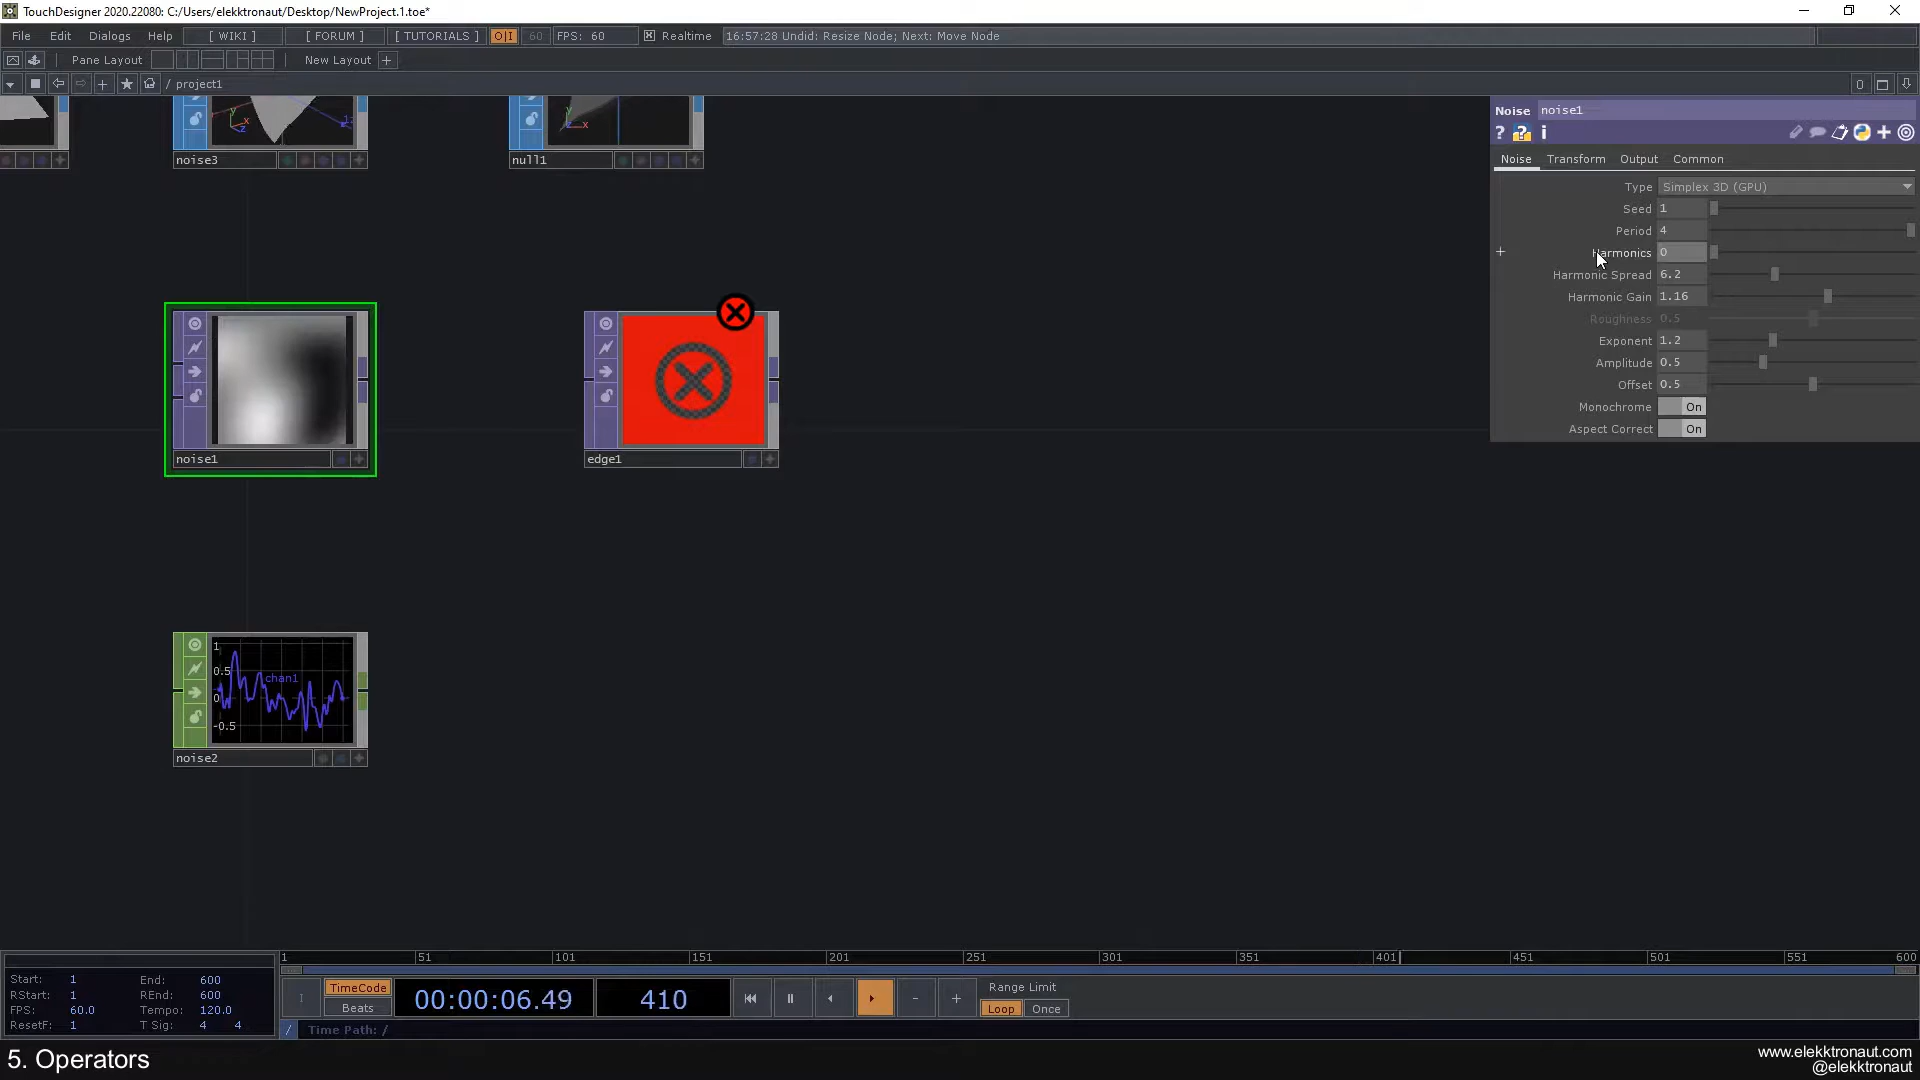 TouchDesigner 2020.22080: C:/Users/elekktronaut/Desktop/NewProject.1.toe*
File Edit Dialogs Help [ WIKI ] [ FORUM ] [ TUTORIALS ] O|I 60 FPS: 60 Realtime 16:57:28 Undid: Resize Node; Next: Move Node
Pane Layout New Layout +
/ project1 0
noise3
null1
noise1
edge1
1
0.5
chan1
0
-0.5
noise2
Noise noise1
Noise Transform Output Common
Type Simplex 3D (GPU)
Seed 1
Period 4
Harmonics 0
Harmonic Spread 6.2
Harmonic Gain 1.16
Roughness 0.5
Exponent 1.2
Amplitude 0.5
Offset 0.5
Monochrome On
Aspect Correct On
1 51 101 151 201 251 301 351 401 451 501 551 600
Start: 1 End: 600
RStart: 1 REnd: 600
FPS: 60.0 Tempo: 120.0
ResetF: 1 T Sig: 4 4
TimeCode
Beats
00:00:06.49 410
Range Limit
Loop Once
/ Time Path: /
5. Operators
www.elekktronaut.com
@elekktronaut